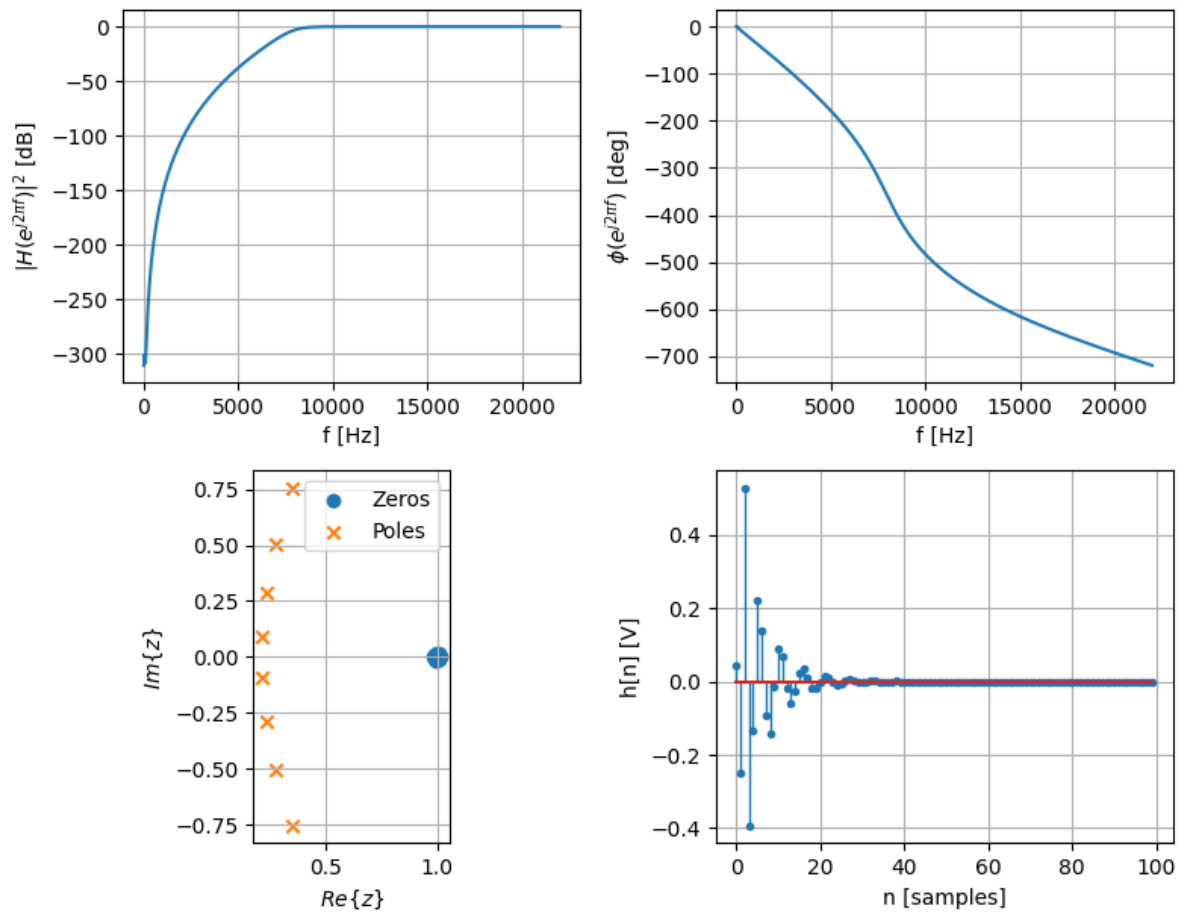 0
−50
−100
−150
−200
−250
−300
|H(e^{j2πf})|² [dB]
0 5000 10000 15000 20000
f [Hz]
0
−100
−200
−300
−400
−500
−600
−700
ϕ(e^{j2πf}) [deg]
0 5000 10000 15000 20000
f [Hz]
0.75
0.50
0.25
0.00
−0.25
−0.50
−0.75
Im{z}
Zeros
Poles
0.5 1.0
Re{z}
0.4
0.2
0.0
−0.2
−0.4
h[n] [V]
0 20 40 60 80 100
n [samples]